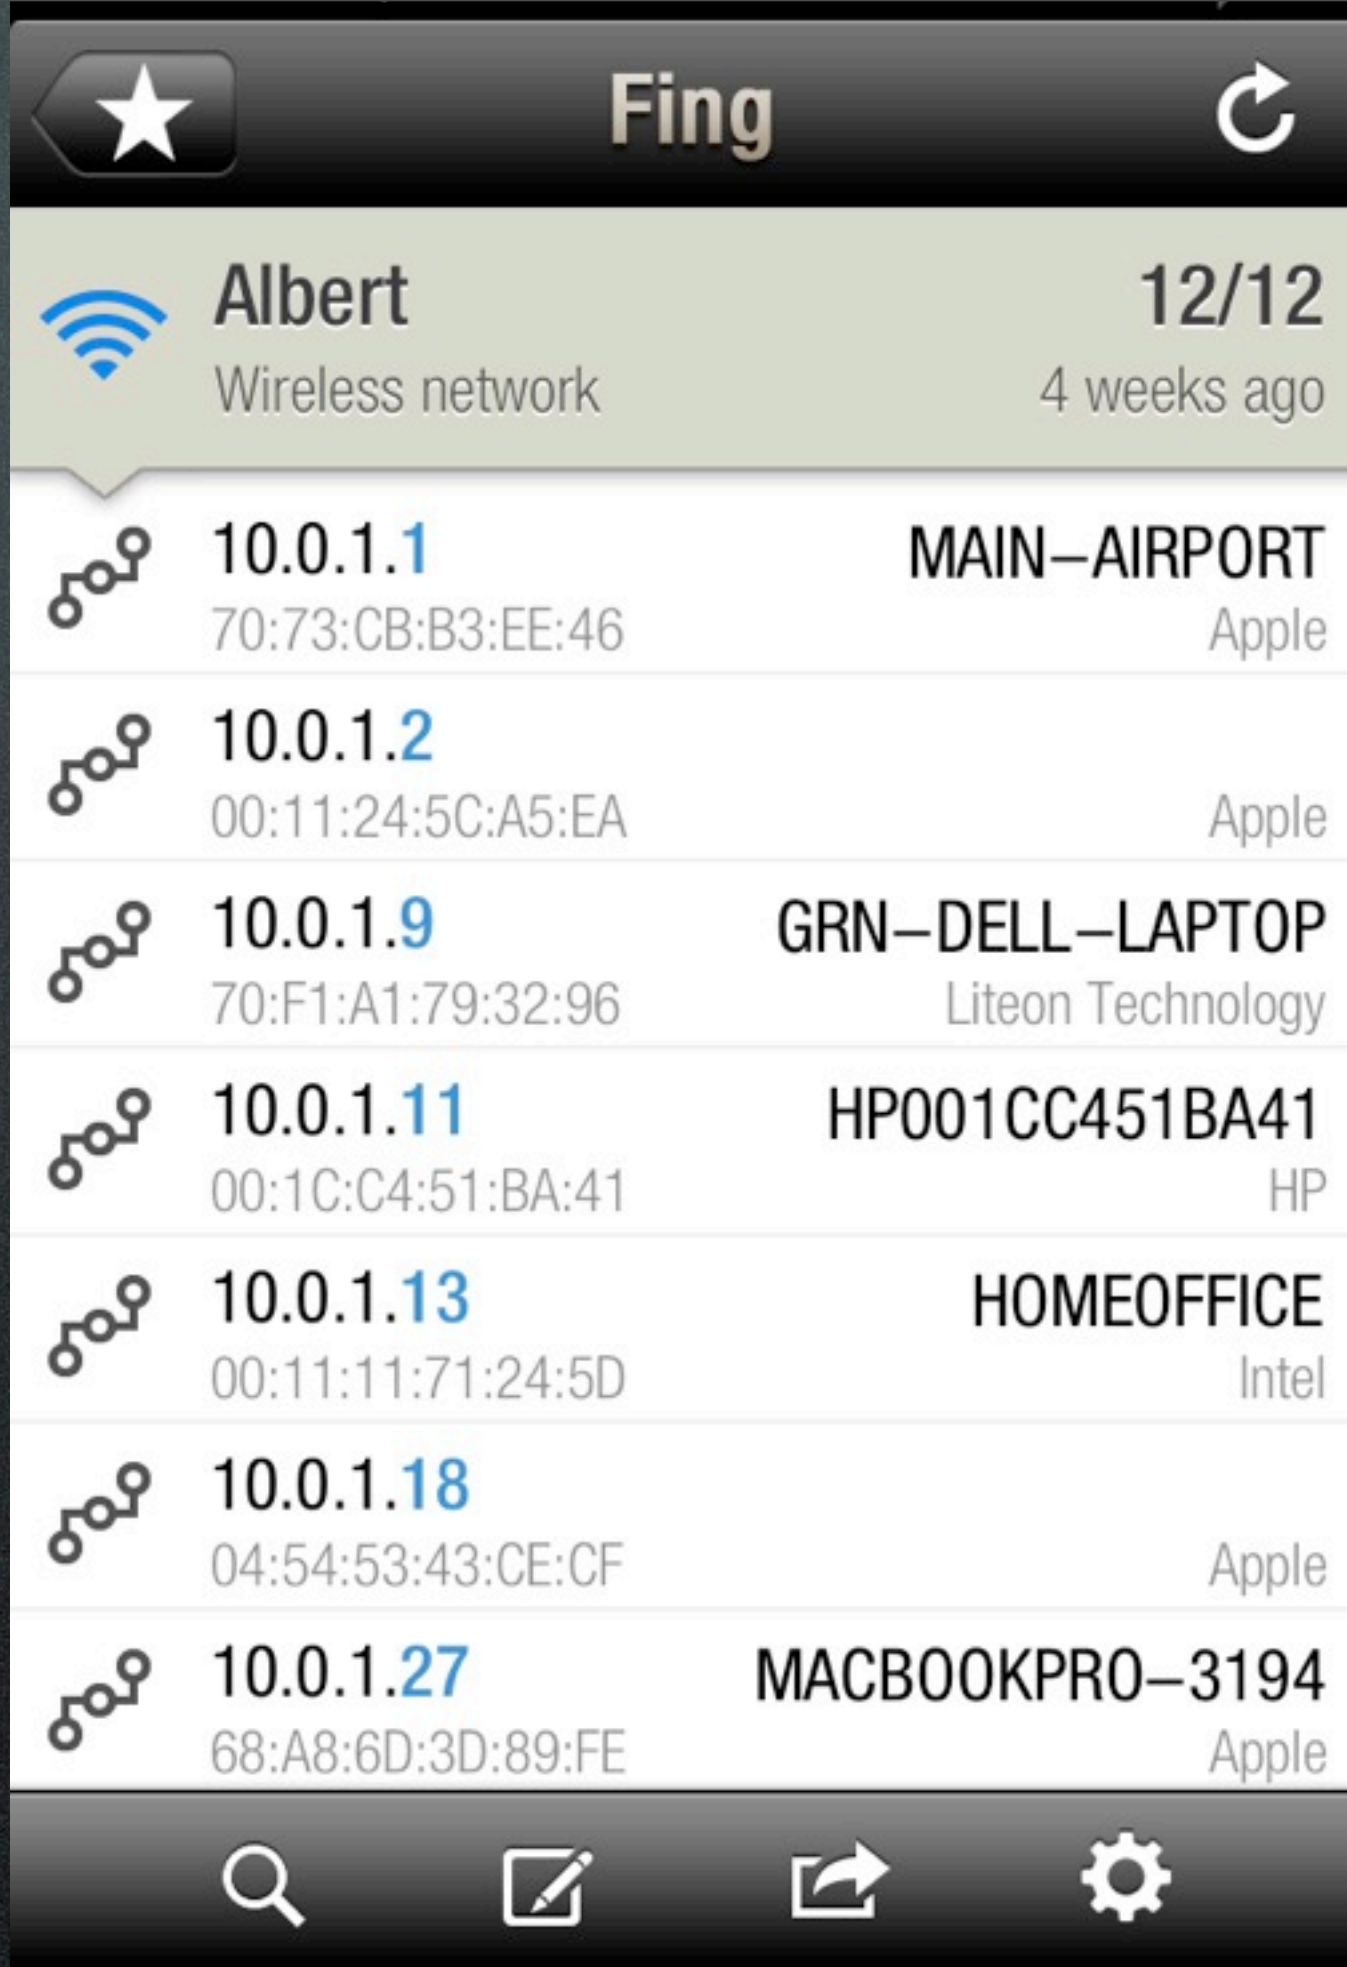 Fing
Albert 12/12
Wireless network 4 weeks ago
10.0.1.1 MAIN–AIRPORT
70:73:CB:B3:EE:46 Apple
10.0.1.2
00:11:24:5C:A5:EA Apple
10.0.1.9 GRN–DELL–LAPTOP
70:F1:A1:79:32:96 Liteon Technology
10.0.1.11 HP001CC451BA41
00:1C:C4:51:BA:41 HP
10.0.1.13 HOMEOFFICE
00:11:11:71:24:5D Intel
10.0.1.18
04:54:53:43:CE:CF Apple
10.0.1.27 MACBOOKPRO–3194
68:A8:6D:3D:89:FE Apple